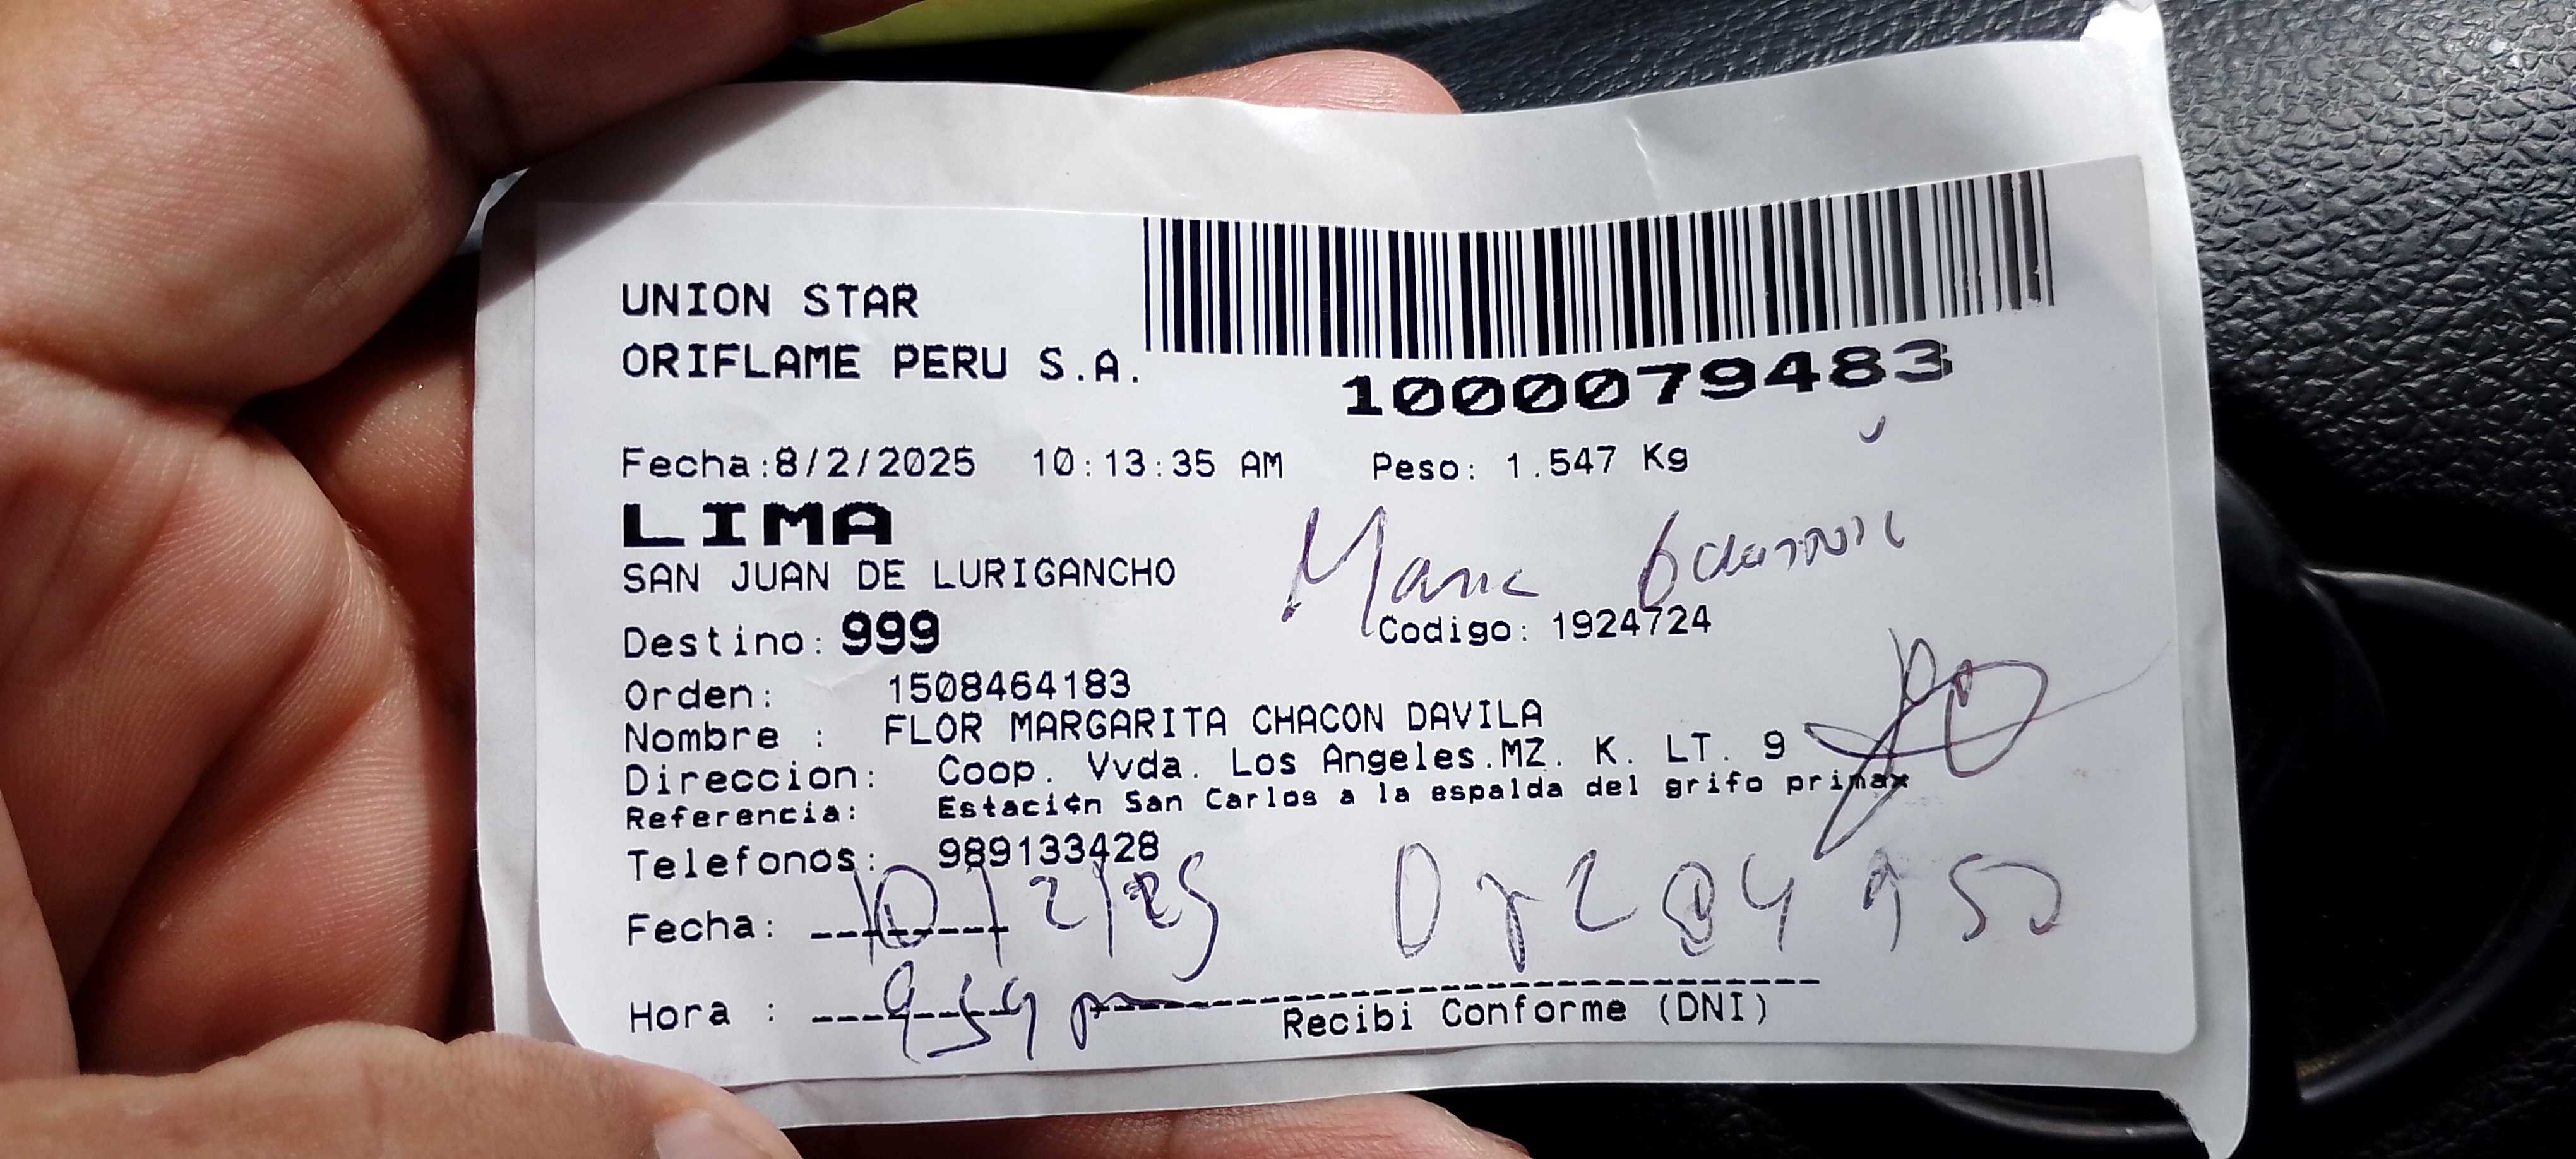 UNION STAR
ORIFLAME PERU S.A.
1000079483
Fecha:8/2/2025 10:13:35 AM Peso: 1.547 Kg
LIMA
SAN JUAN DE LURIGANCHO
Destino: 999
Codigo: 1924724
Orden: 1508464183
Nombre : FLOR MARGARITA CHACON DAVILA
Direccion: Coop. Vvda. Los Angeles.MZ. K. LT. 9
Referencia: Estación San Carlos a la espalda del grifo primax
Telefonos: 989133428
Fecha: 10/2/25
Hora : 959
Recibi Conforme (DNI)